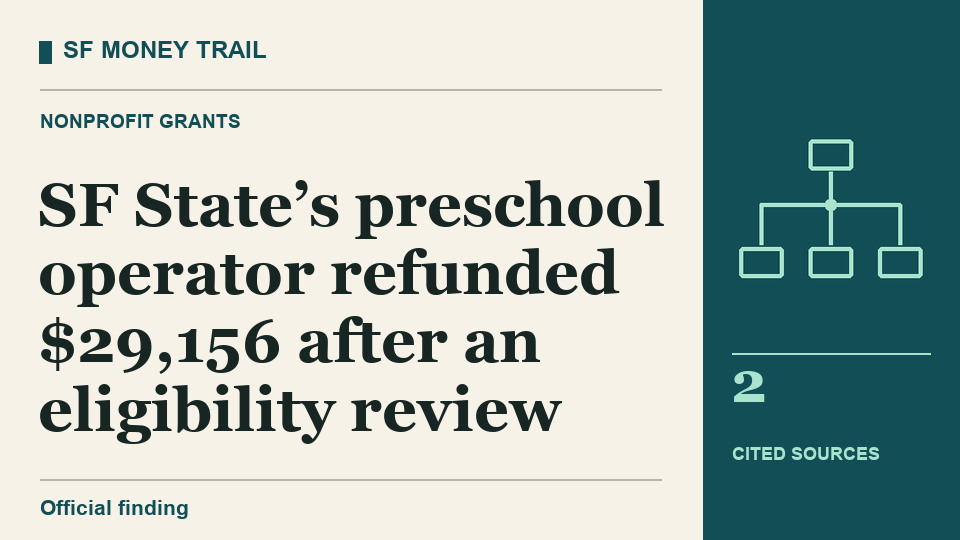 SF MONEY TRAIL
NONPROFIT GRANTS
SF State’s preschool
operator refunded
$29,156 after an
eligibility review
Official finding
2
CITED SOURCES